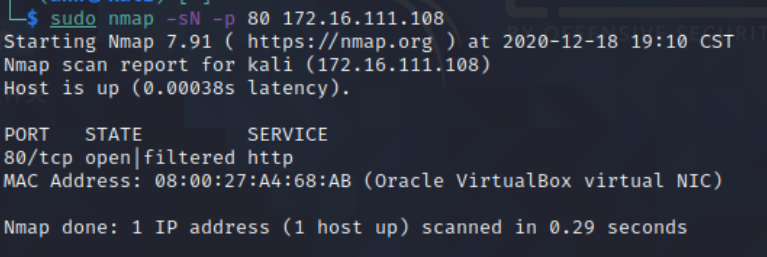 $ sudo nmap -sN -p 80 172.16.111.108
Starting Nmap 7.91 ( https://nmap.org ) at 2020-12-18 19:10 CST
Nmap scan report for kali (172.16.111.108)
Host is up (0.00038s latency).
PORT   STATE         SERVICE
80/tcp open|filtered http
MAC Address: 08:00:27:A4:68:AB (Oracle VirtualBox virtual NIC)
Nmap done: 1 IP address (1 host up) scanned in 0.29 seconds